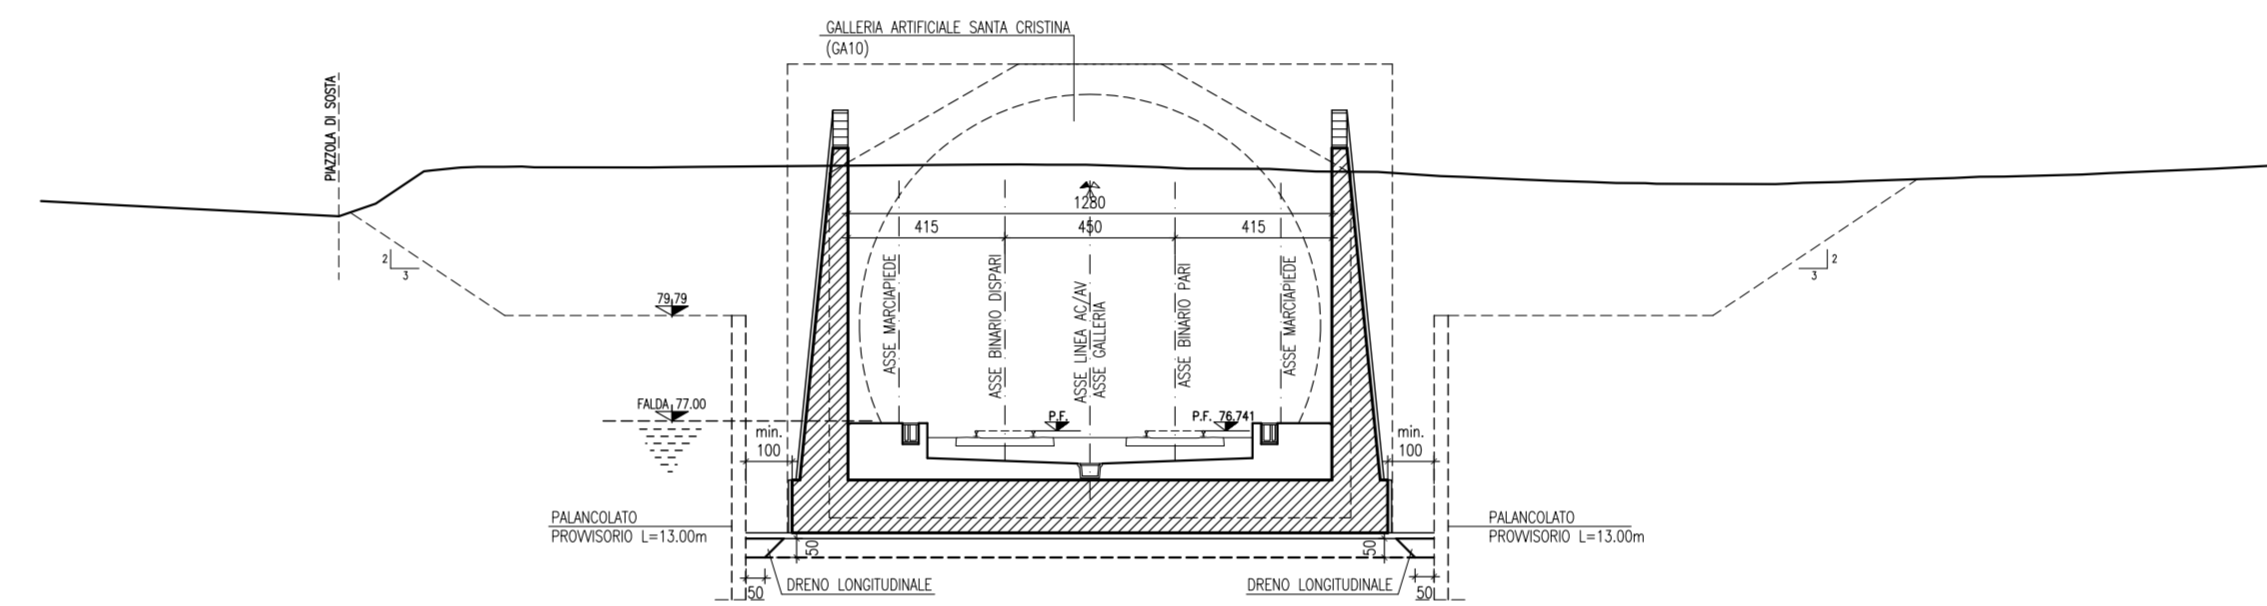 GALLERIA ARTIFICIALE SANTA CRISTINA
(GA10)
PIAZZOLA DI SOSTA
1280
415
450
415
2
3
2
3
79,79
ASSE MARCIAPIEDE
ASSE BINARIO DISPARI
ASSE LINEA AC/AV
ASSE GALLERIA
ASSE BINARIO PARI
ASSE MARCIAPIEDE
FALDA 77.00
P.F.
P.F. 76.741
min.
100
min.
100
PALANCOLATO
PROVVISORIO L=13.00m
PALANCOLATO
PROVVISORIO L=13.00m
50
50
DRENO LONGITUDINALE
DRENO LONGITUDINALE
50
50